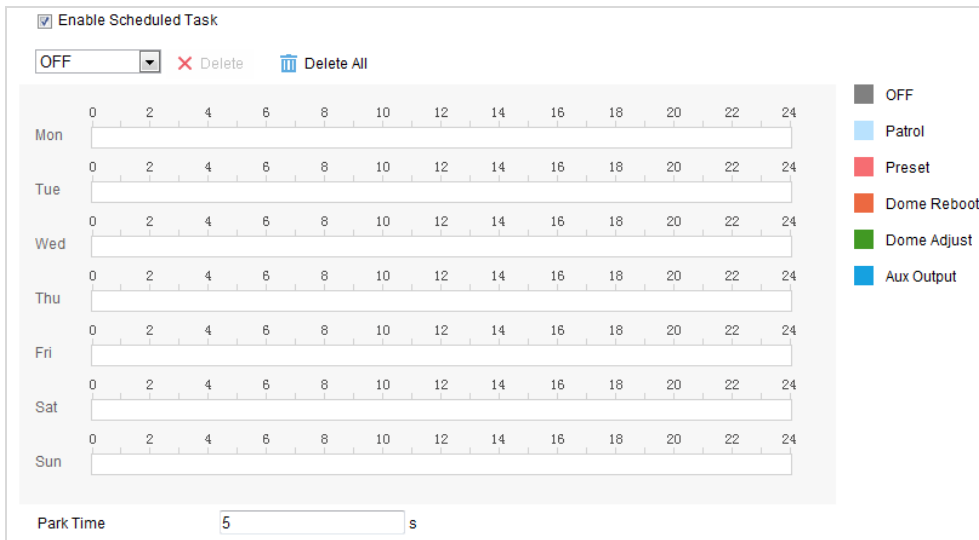 Enable Scheduled Task
OFF Delete Delete All
0 2 4 6 8 10 12 14 16 18 20 22 24
Mon
0 2 4 6 8 10 12 14 16 18 20 22 24
Tue
0 2 4 6 8 10 12 14 16 18 20 22 24
Wed
0 2 4 6 8 10 12 14 16 18 20 22 24
Thu
0 2 4 6 8 10 12 14 16 18 20 22 24
Fri
0 2 4 6 8 10 12 14 16 18 20 22 24
Sat
0 2 4 6 8 10 12 14 16 18 20 22 24
Sun
Park Time 5 s
OFF
Patrol
Preset
Dome Reboot
Dome Adjust
Aux Output